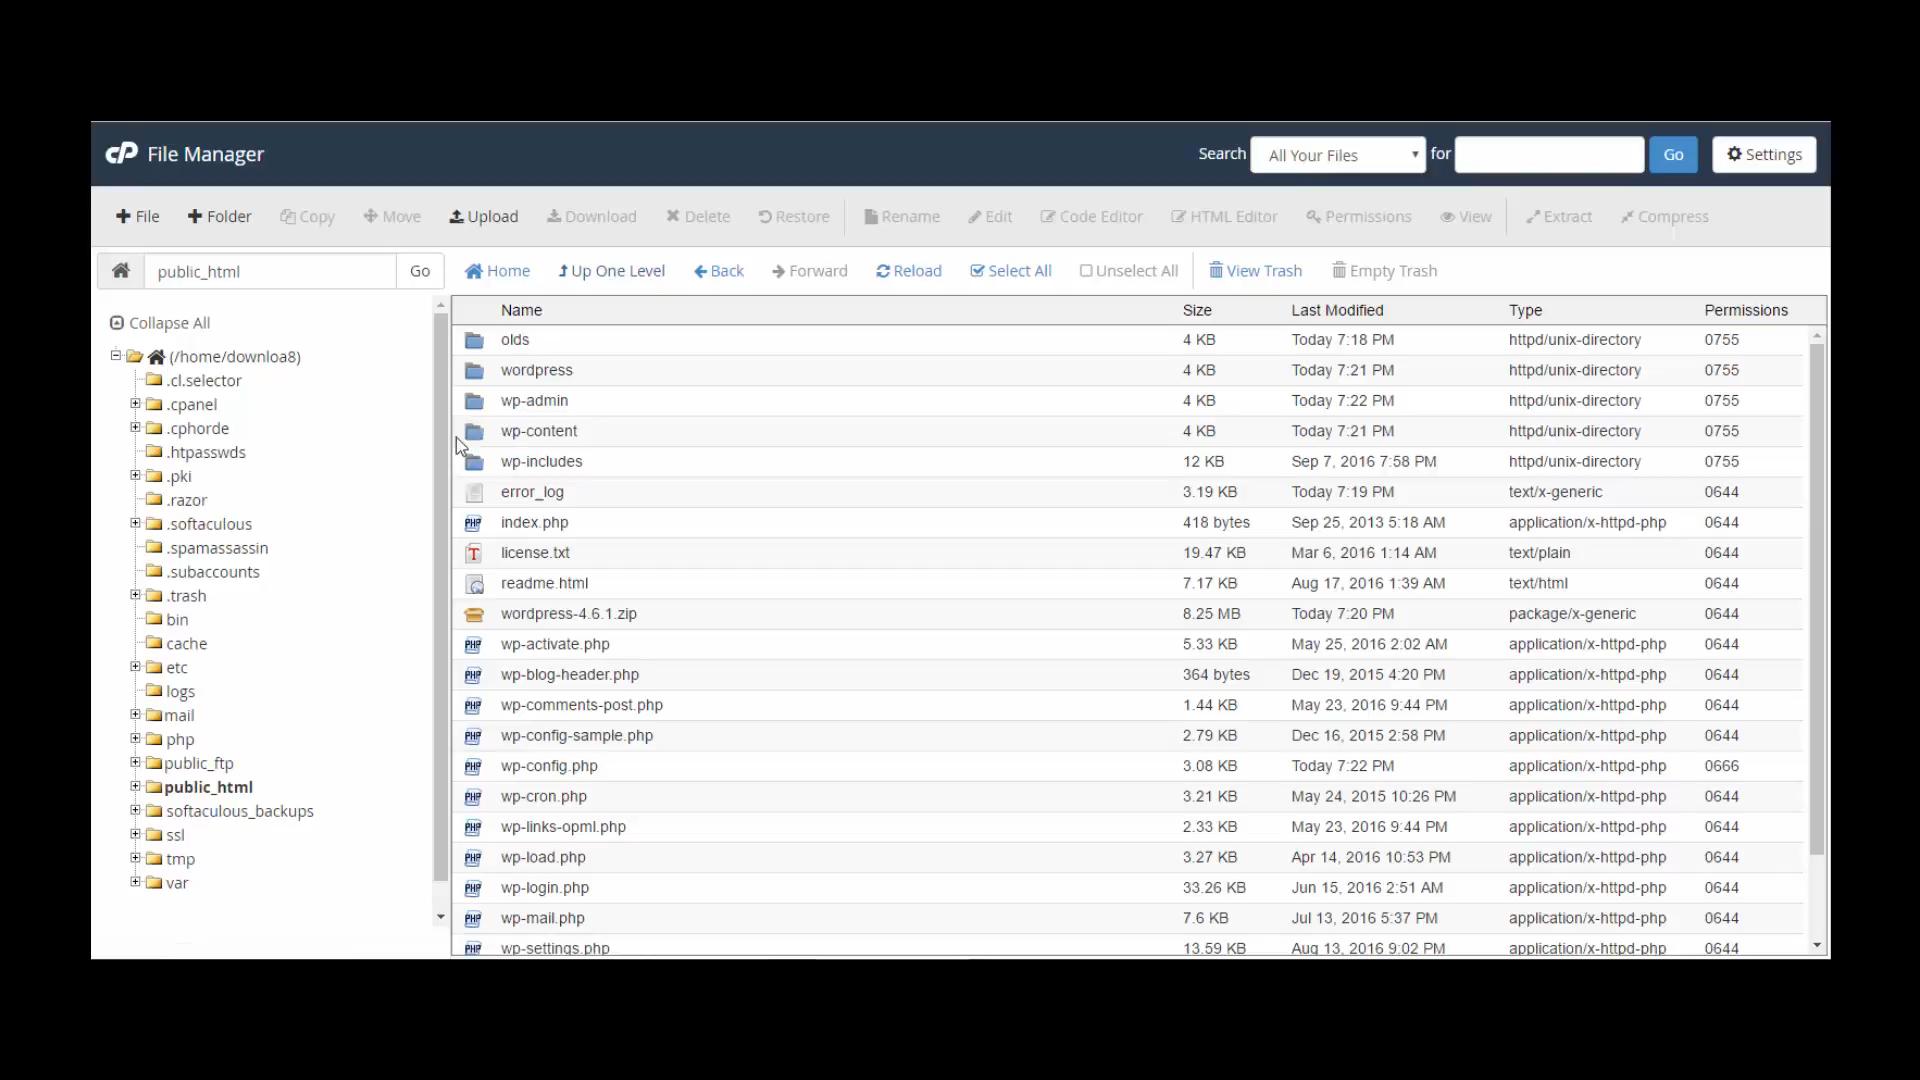 cP File Manager Search All Your Files for Go Settings
File Folder Copy Move Upload Download Delete Restore Rename Edit Code Editor HTML Editor Permissions View Extract Compress
public_html Go Home Up One Level Back Forward Reload Select All Unselect All View Trash Empty Trash
Collapse All
(/home/downloa8)
.cl.selector
.cpanel
.cphorde
.htpasswds
.pki
.razor
.softaculous
.spamassassin
.subaccounts
.trash
bin
cache
etc
logs
mail
php
public_ftp
public_html
softaculous_backups
ssl
tmp
var
Name Size Last Modified Type Permissions
olds 4 KB Today 7:18 PM httpd/unix-directory 0755
wordpress 4 KB Today 7:21 PM httpd/unix-directory 0755
wp-admin 4 KB Today 7:22 PM httpd/unix-directory 0755
wp-content 4 KB Today 7:21 PM httpd/unix-directory 0755
wp-includes 12 KB Sep 7, 2016 7:58 PM httpd/unix-directory 0755
error_log 3.19 KB Today 7:19 PM text/x-generic 0644
PHP index.php 418 bytes Sep 25, 2013 5:18 AM application/x-httpd-php 0644
T license.txt 19.47 KB Mar 6, 2016 1:14 AM text/plain 0644
readme.html 7.17 KB Aug 17, 2016 1:39 AM text/html 0644
wordpress-4.6.1.zip 8.25 MB Today 7:20 PM package/x-generic 0644
PHP wp-activate.php 5.33 KB May 25, 2016 2:02 AM application/x-httpd-php 0644
PHP wp-blog-header.php 364 bytes Dec 19, 2015 4:20 PM application/x-httpd-php 0644
PHP wp-comments-post.php 1.44 KB May 23, 2016 9:44 PM application/x-httpd-php 0644
PHP wp-config-sample.php 2.79 KB Dec 16, 2015 2:58 PM application/x-httpd-php 0644
PHP wp-config.php 3.08 KB Today 7:22 PM application/x-httpd-php 0666
PHP wp-cron.php 3.21 KB May 24, 2015 10:26 PM application/x-httpd-php 0644
PHP wp-links-opml.php 2.33 KB May 23, 2016 9:44 PM application/x-httpd-php 0644
PHP wp-load.php 3.27 KB Apr 14, 2016 10:53 PM application/x-httpd-php 0644
PHP wp-login.php 33.26 KB Jun 15, 2016 2:51 AM application/x-httpd-php 0644
PHP wp-mail.php 7.6 KB Jul 13, 2016 5:37 PM application/x-httpd-php 0644
PHP wp-settings.php 13.59 KB Aug 13, 2016 9:02 PM application/x-httpd-php 0644